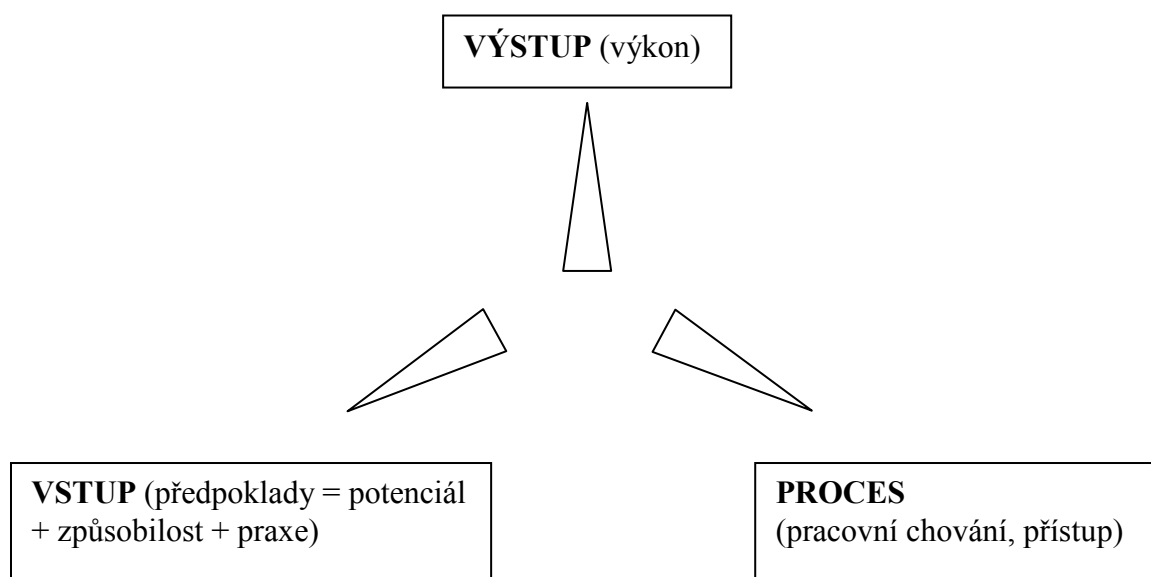 VÝSTUP (výkon)
VSTUP (předpoklady = potenciál
+ způsobilost + praxe)
PROCES
(pracovní chování, přístup)